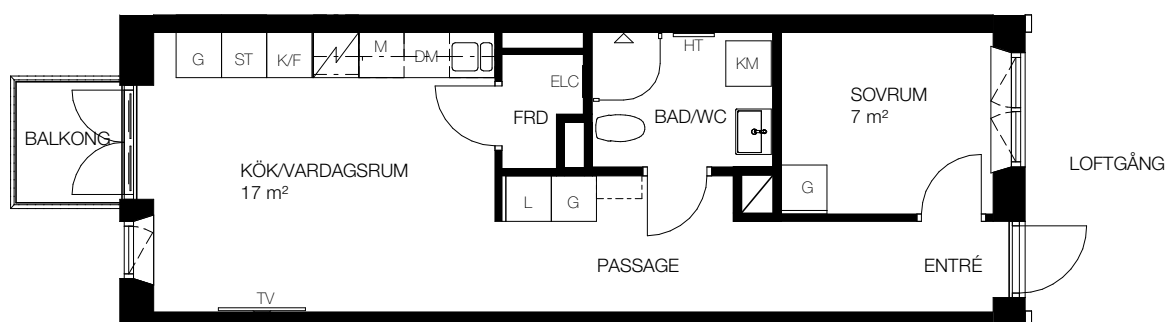 G
ST
K/F
M
DM
HT
KM
ELC
FRD
BAD/WC
SOVRUM
7 m²
BALKONG
KÖK/VARDAGSRUM
17 m²
LOFTGÅNG
L
G
G
PASSAGE
ENTRÉ
TV